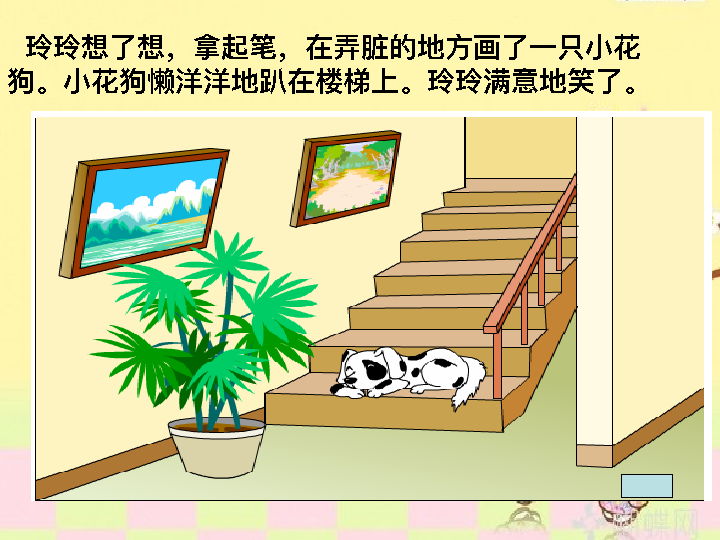 玲玲想了想，拿起笔，在弄脏的地方画了一只小花
狗。小花狗懒洋洋地趴在楼梯上。玲玲满意地笑了。
蝶网